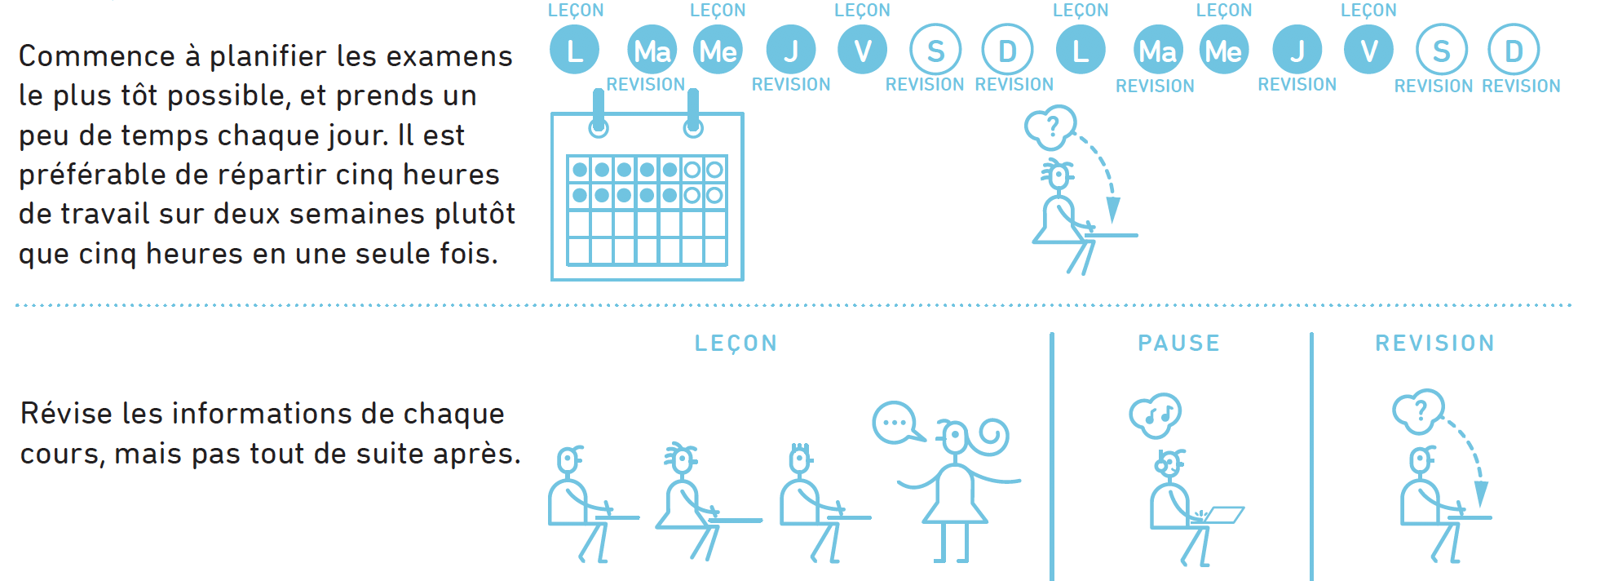 LEÇON LEÇON LEÇON LEÇON LEÇON LEÇON
L Ma Me J V S D L Ma Me J V S D
REVISION REVISION REVISION REVISION REVISION REVISION REVISION REVISION
Commence à planifier les examens
le plus tôt possible, et prends un
peu de temps chaque jour. Il est
préférable de répartir cinq heures
de travail sur deux semaines plutôt
que cinq heures en une seule fois.
?
LEÇON PAUSE REVISION
Révise les informations de chaque
cours, mais pas tout de suite après.
...
?